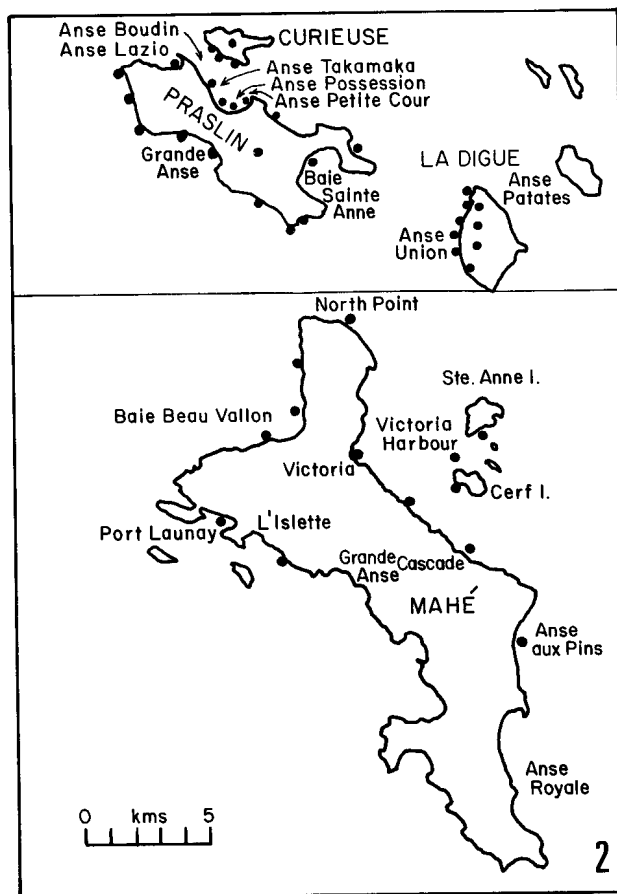 Anse Boudin
Anse Lazio
CURIEUSE
Anse Takamaka
Anse Possession
Anse Petite Cour
PRASLIN
Grande
Anse
Baie
Sainte
Anne
LA DIGUE
Anse
Patates
Anse
Union
North Point
Ste. Anne I.
Baie Beau Vallon
Victoria
Harbour
Victoria
Cerf I.
Port Launay
L'Islette
Grande
Anse
Cascade
MAHÉ
Anse
aux Pins
Anse
Royale
0 kms 5
2